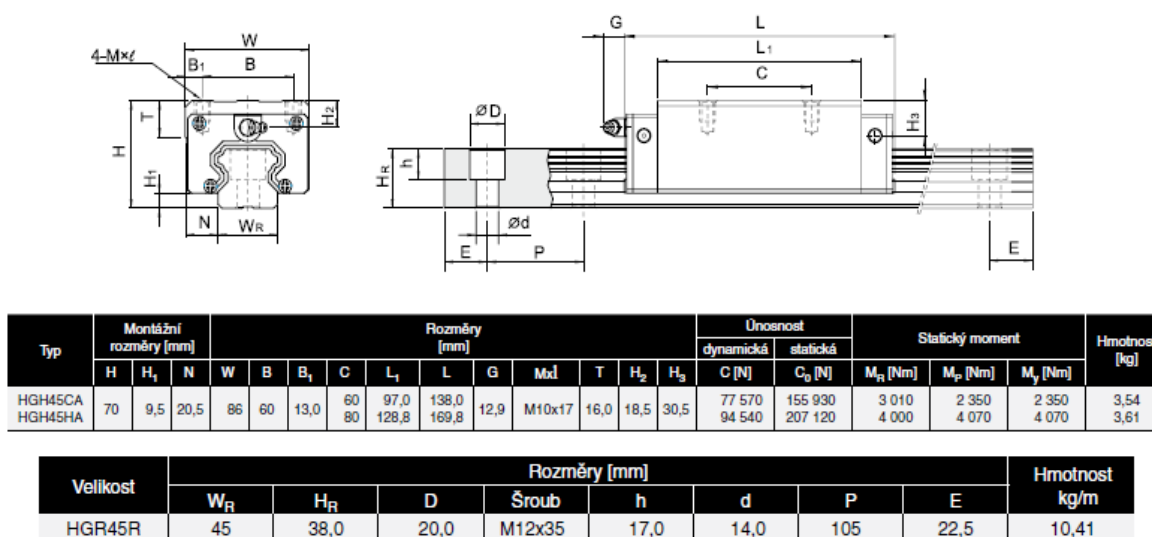 G L
W
4-M×ℓ B1 B L1
C
T H2 ØD H3
H HR h
H1
N WR Ød
E P E
Typ Montážní rozměry [mm] Rozměry [mm] Únosnost Statický moment Hmotnost [kg]
dynamická statická
H H1 N W B B1 C L1 L G Mxl T H2 H3 C [N] C0 [N] MR [Nm] MP [Nm] My [Nm]
HGH45CA 70 9,5 20,5 86 60 13,0 60 97,0 138,0 12,9 M10x17 16,0 18,5 30,5 77 570 155 930 3 010 2 350 2 350 3,54
HGH45HA 80 128,8 169,8 94 540 207 120 4 000 4 070 4 070 3,61
Velikost Rozměry [mm] Hmotnost kg/m
WR HR D Šroub h d P E
HGR45R 45 38,0 20,0 M12x35 17,0 14,0 105 22,5 10,41